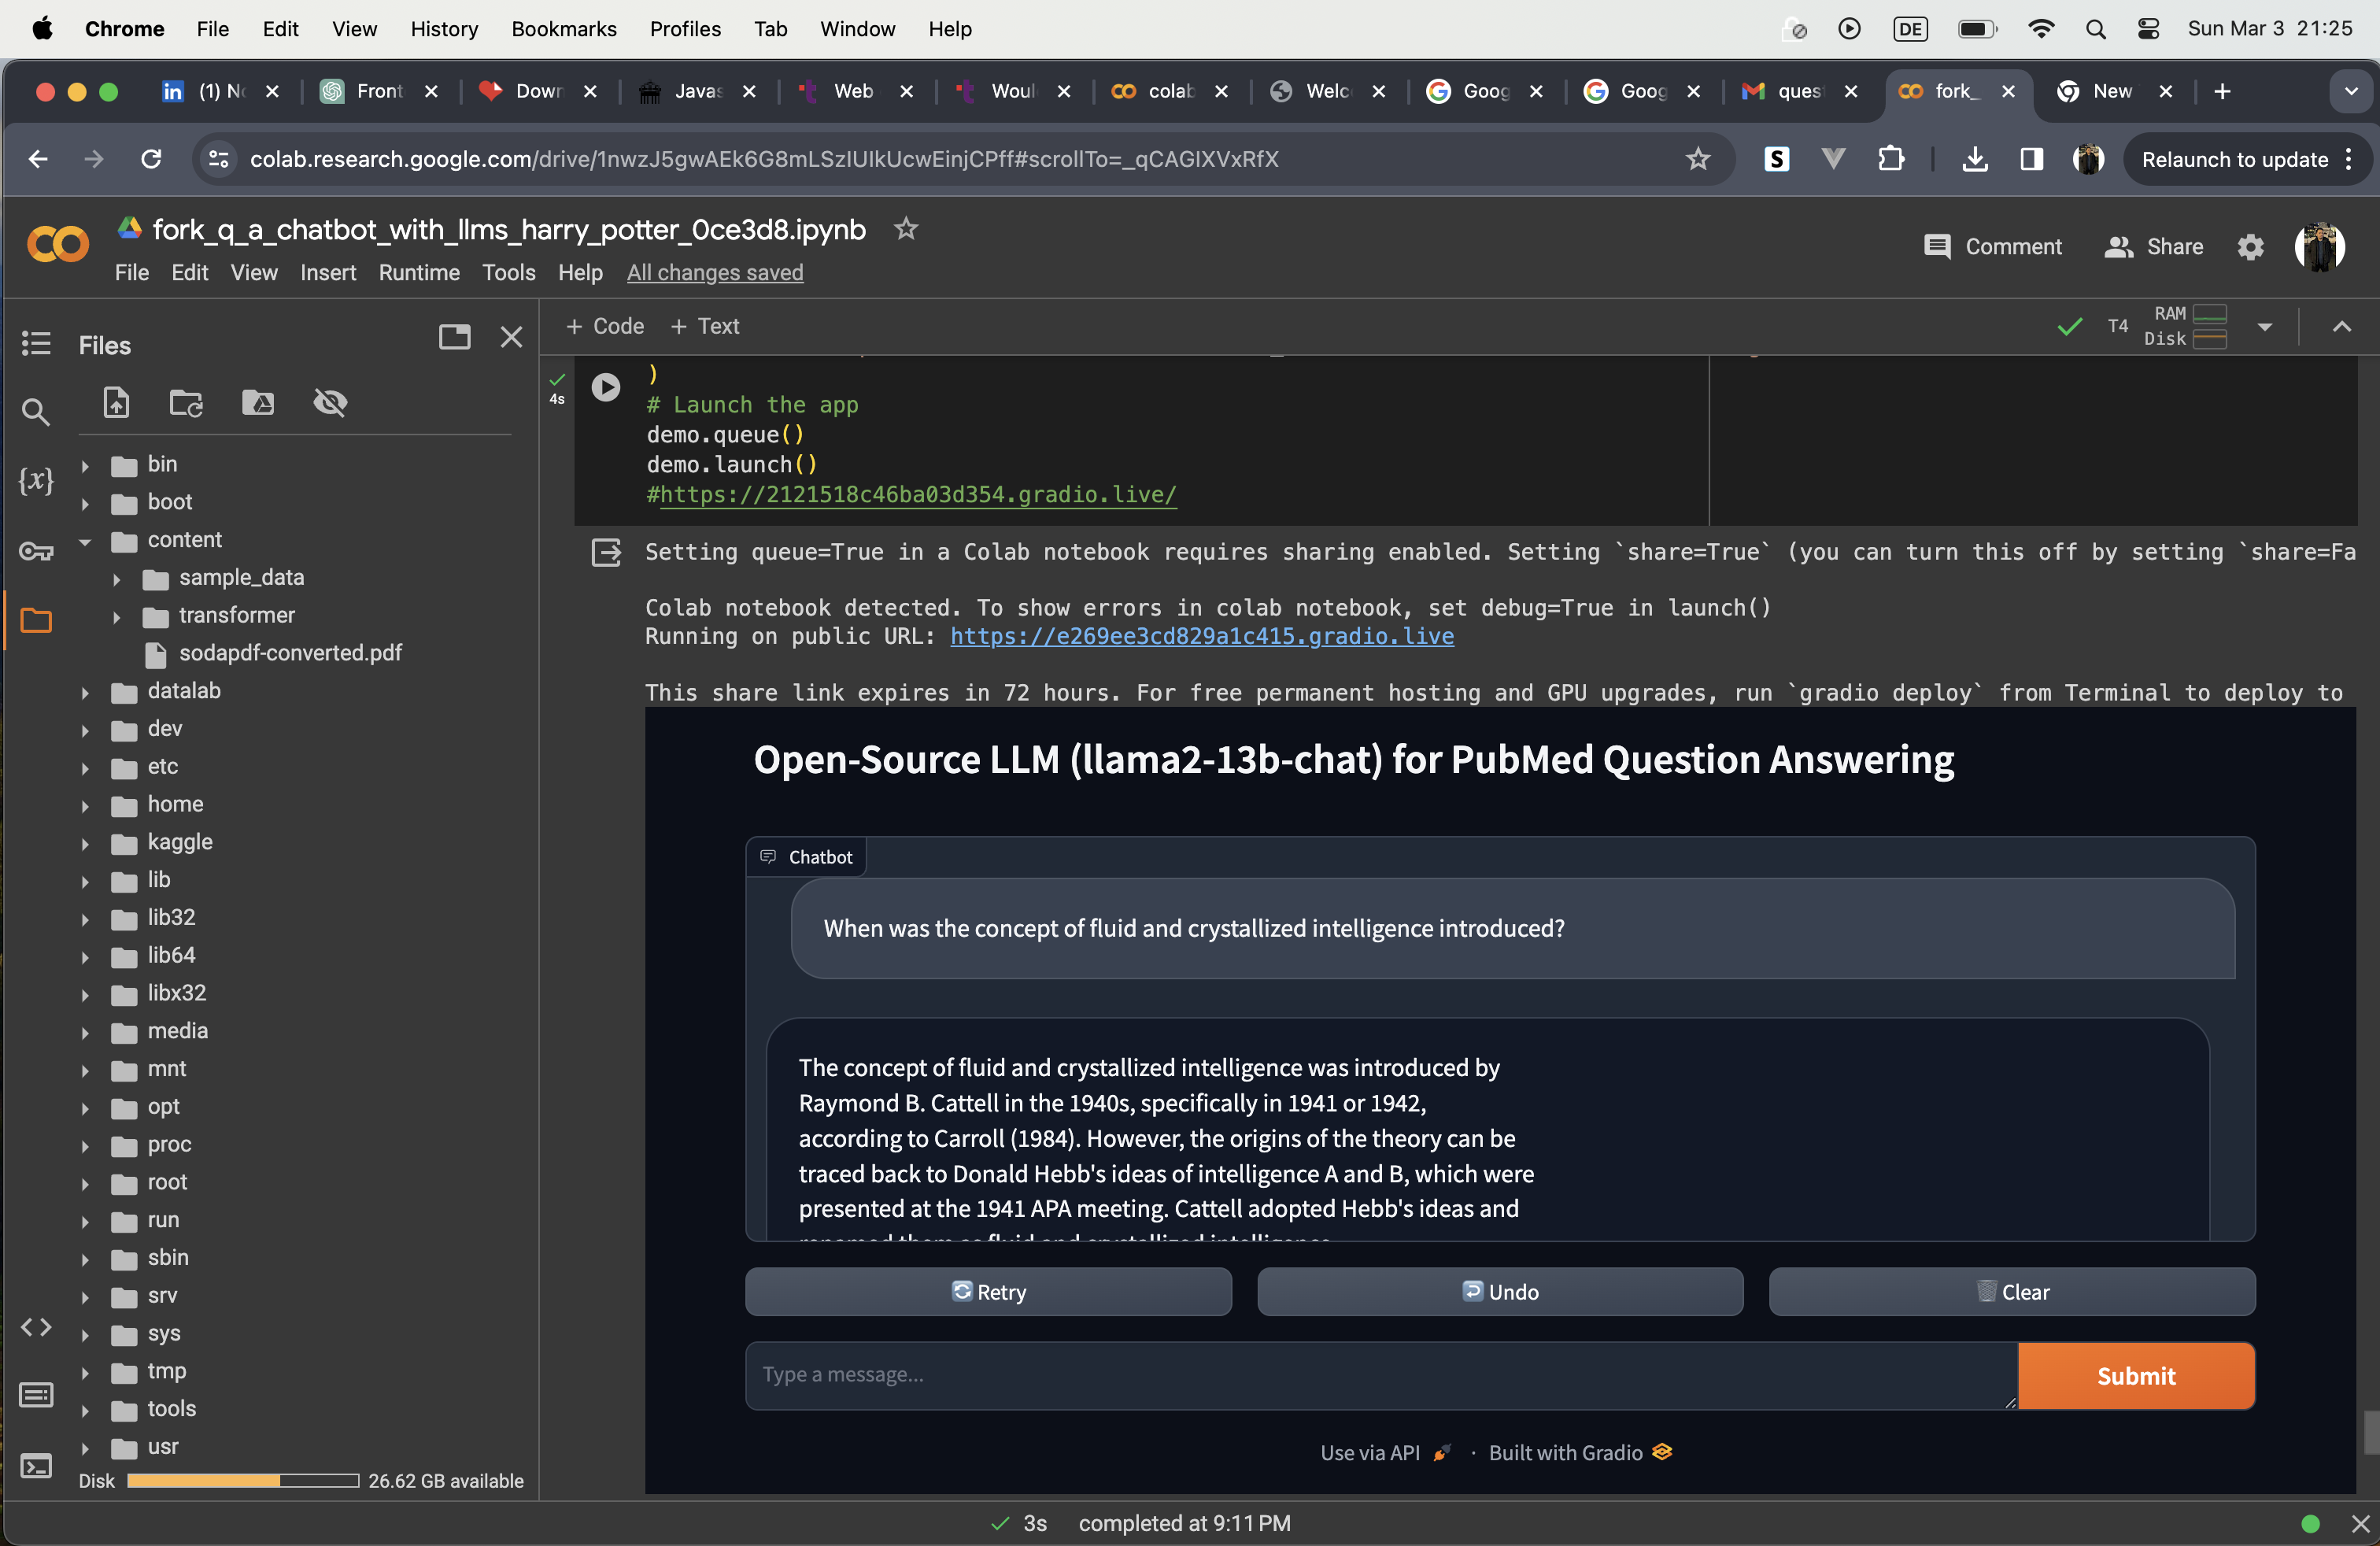 Chrome File Edit View History Bookmarks Profiles Tab Window Help DE Sun Mar 3 21:25
in (1) No Front Down Javas Web Woul colab Welc Goog Goog ques fork_ New
colab.research.google.com/drive/1nwzJ5gwAEk6G8mLSzIUIkUcwEinjCPff#scrollTo=_qCAGIXVxRfX S Relaunch to update
fork_q_a_chatbot_with_llms_harry_potter_0ce3d8.ipynb
Comment Share
File Edit View Insert Runtime Tools Help All changes saved
Files
+ Code + Text
T4 RAM
Disk
{x}
bin
boot
content
sample_data
transformer
sodapdf-converted.pdf
datalab
dev
etc
home
kaggle
lib
lib32
lib64
libx32
media
mnt
opt
proc
root
run
sbin
srv
sys
tmp
tools
usr
Disk 26.62 GB available
4s
)
# Launch the app
demo.queue()
demo.launch()
#https://2121518c46ba03d354.gradio.live/
Setting queue=True in a Colab notebook requires sharing enabled. Setting `share=True` (you can turn this off by setting `share=Fa
Colab notebook detected. To show errors in colab notebook, set debug=True in launch()
Running on public URL: https://e269ee3cd829a1c415.gradio.live
This share link expires in 72 hours. For free permanent hosting and GPU upgrades, run `gradio deploy` from Terminal to deploy to
Open-Source LLM (llama2-13b-chat) for PubMed Question Answering
Chatbot
When was the concept of fluid and crystallized intelligence introduced?
The concept of fluid and crystallized intelligence was introduced by
Raymond B. Cattell in the 1940s, specifically in 1941 or 1942,
according to Carroll (1984). However, the origins of the theory can be
traced back to Donald Hebb's ideas of intelligence A and B, which were
presented at the 1941 APA meeting. Cattell adopted Hebb's ideas and
renamed them as fluid and crystallized intelligence.
Retry Undo Clear
Type a message...
Submit
Use via API · Built with Gradio
3s completed at 9:11 PM